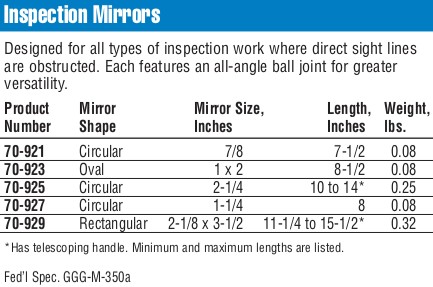 Inspection Mirrors
Designed for all types of inspection work where direct sight lines
are obstructed. Each features an all-angle ball joint for greater
versatility.
Product Mirror Mirror Size, Length, Weight,
Number Shape Inches Inches lbs.
70-921 Circular 7/8 7-1/2 0.08
70-923 Oval 1 x 2 8-1/2 0.08
70-925 Circular 2-1/4 10 to 14* 0.25
70-927 Circular 1-1/4 8 0.08
70-929 Rectangular 2-1/8 x 3-1/2 11-1/4 to 15-1/2* 0.32
*Has telescoping handle. Minimum and maximum lengths are listed.
Fed'l Spec. GGG-M-350a